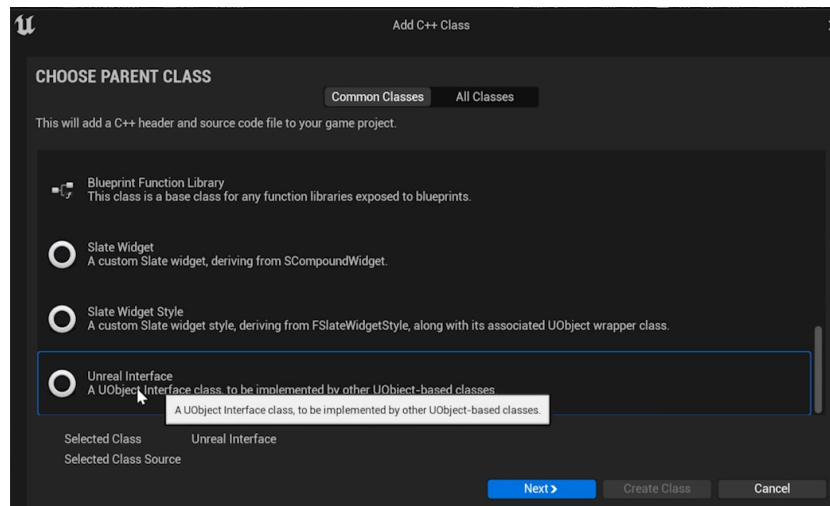 Add C++ Class
CHOOSE PARENT CLASS
Common Classes All Classes
This will add a C++ header and source code file to your game project.
Blueprint Function Library
This class is a base class for any function libraries exposed to blueprints.
Slate Widget
A custom Slate widget, deriving from SCompoundWidget.
Slate Widget Style
A custom Slate widget style, deriving from FSlateWidgetStyle, along with its associated UObject wrapper class.
Unreal Interface
A UObject Interface class, to be implemented by other UObject-based classes
A UObject Interface class, to be implemented by other UObject-based classes.
Selected Class Unreal Interface
Selected Class Source
Next Create Class Cancel